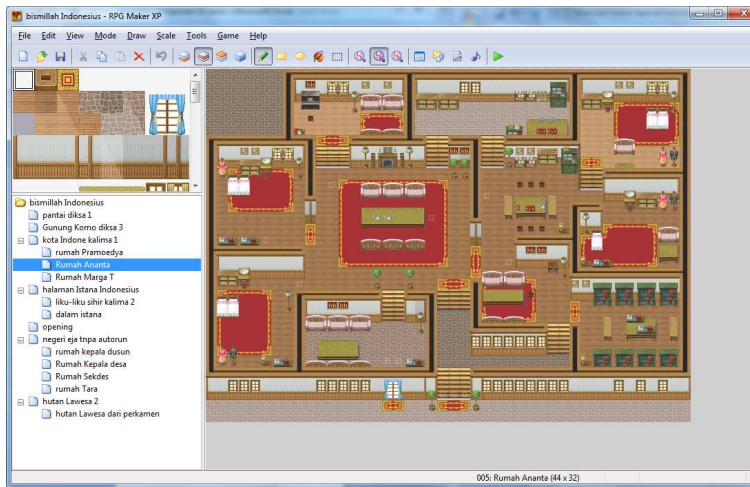 bismillah Indonesius - RPG Maker XP
File Edit View Mode Draw Scale Tools Game Help
bismillah Indonesius
pantai diksa 1
Gunung Komo diksa 3
kota Indone kalima 1
rumah Pramoedya
Rumah Ananta
Rumah Marga T
halaman Istana Indonesius
liku-liku sihir kalima 2
dalam istana
opening
negeri eja tnpa autorun
rumah kepala dusun
Rumah Kepala desa
Rumah Sekdes
rumah Tara
hutan Lawesa 2
hutan Lawesa dari perkamen
005: Rumah Ananta (44 x 32)